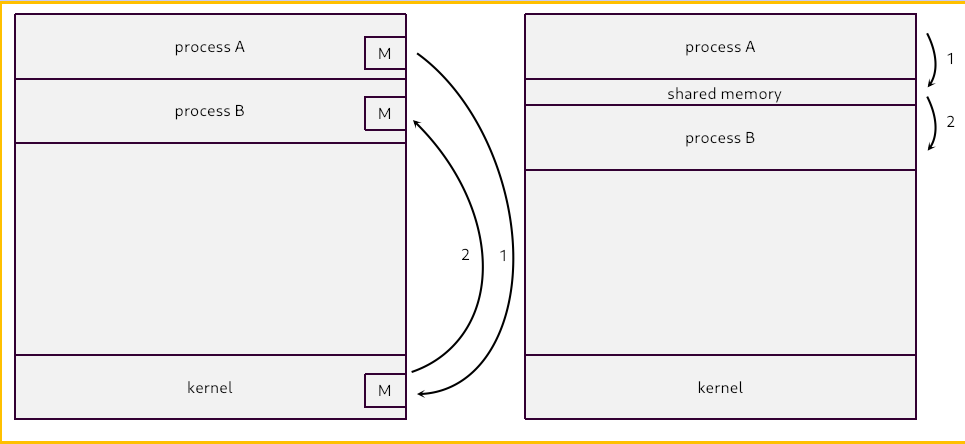 process A
M
process B
M
2
1
kernel
M
process A
1
shared memory
2
process B
kernel